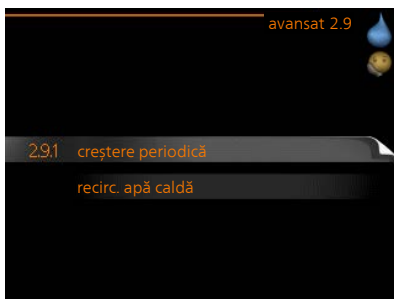 avansat 2.9
2.9.1 creștere periodică
recirc. apă caldă